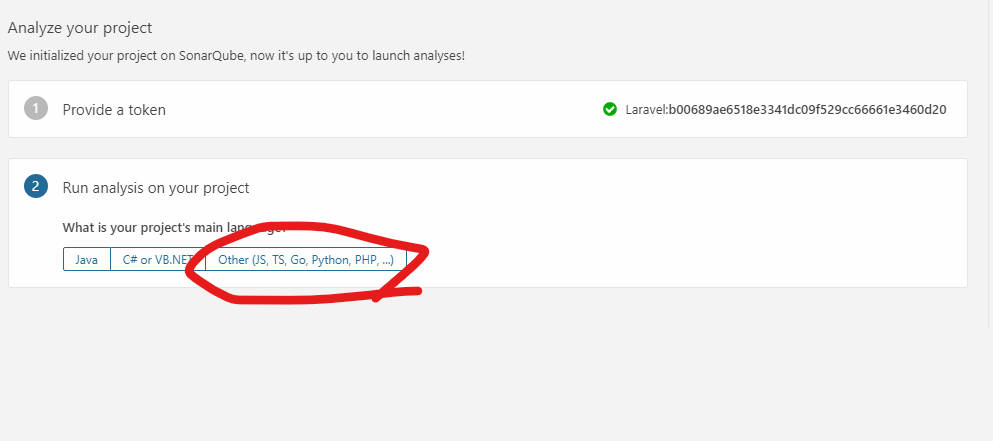 Analyze your project
We initialized your project on SonarQube, now it's up to you to launch analyses!
1 Provide a token Laravel:b00689ae6518e3341dc09f529cc66661e3460d20
2 Run analysis on your project
What is your project's main language?
Java C# or VB.NET Other (JS, TS, Go, Python, PHP, ...)